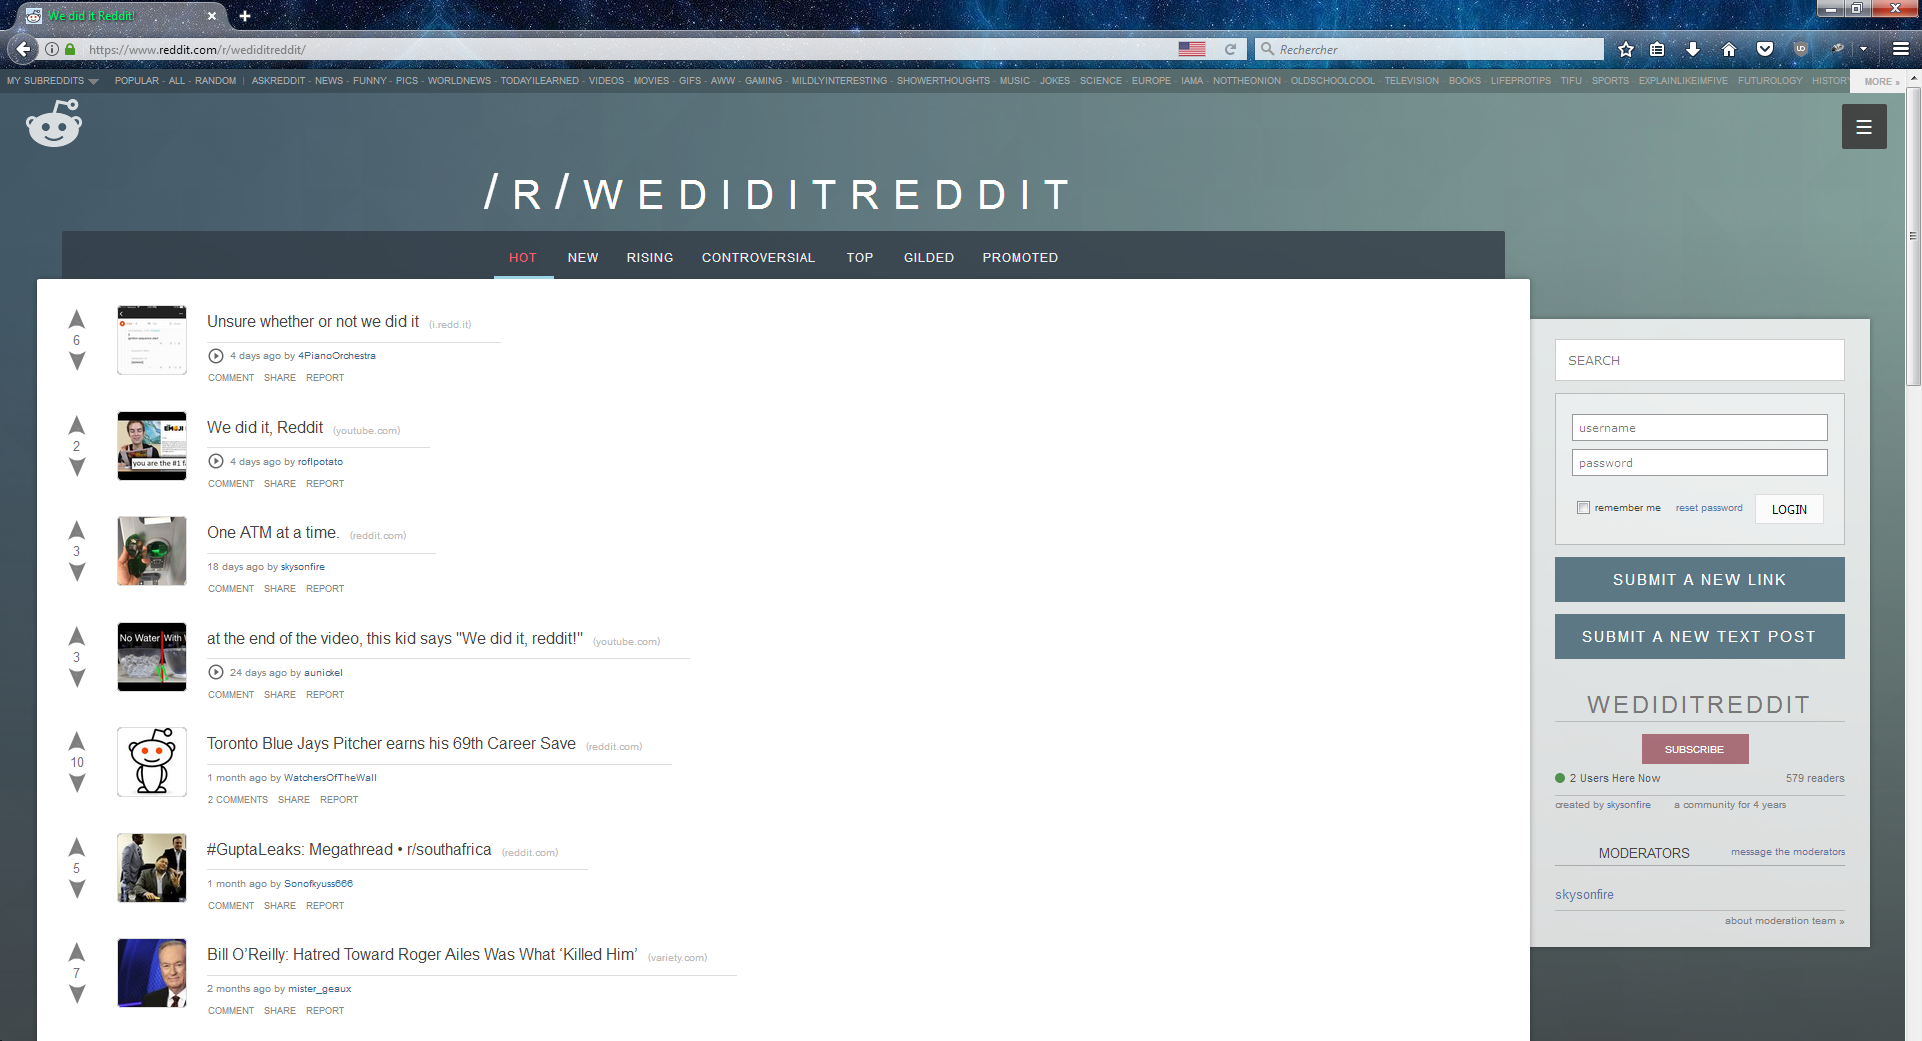 We did it Reddit!
https://www.reddit.com/r/wediditreddit/
Rechercher
MY SUBREDDITS POPULAR - ALL - RANDOM | ASKREDDIT - NEWS - FUNNY - PICS - WORLDNEWS - TODAYILEARNED - VIDEOS - MOVIES - GIFS - AWW - GAMING - MILDLYINTERESTING - SHOWERTHOUGHTS - MUSIC - JOKES - SCIENCE - EUROPE - IAMA - NOTTHEONION - OLDSCHOOLCOOL - TELEVISION - BOOKS - LIFEPROTIPS - TIFU - SPORTS - EXPLAINLIKEIMFIVE - FUTUROLOGY - HISTORY MORE »
/R/WEDIDITREDDIT
HOT NEW RISING CONTROVERSIAL TOP GILDED PROMOTED
6
Unsure whether or not we did it (i.redd.it)
4 days ago by 4PianoOrchestra
COMMENT SHARE REPORT
2
EMOJI
you are the #1 fa
We did it, Reddit (youtube.com)
4 days ago by roflpotato
COMMENT SHARE REPORT
3
One ATM at a time. (reddit.com)
18 days ago by skysonfire
COMMENT SHARE REPORT
3
No Water With
at the end of the video, this kid says "We did it, reddit!" (youtube.com)
24 days ago by aunickel
COMMENT SHARE REPORT
10
Toronto Blue Jays Pitcher earns his 69th Career Save (reddit.com)
1 month ago by WatchersOfTheWall
2 COMMENTS SHARE REPORT
5
#GuptaLeaks: Megathread • r/southafrica (reddit.com)
1 month ago by Sonofkyuss666
COMMENT SHARE REPORT
7
Bill O’Reilly: Hatred Toward Roger Ailes Was What ‘Killed Him’ (variety.com)
2 months ago by mister_geaux
COMMENT SHARE REPORT
SEARCH
username
password
remember me reset password LOGIN
SUBMIT A NEW LINK
SUBMIT A NEW TEXT POST
WEDIDITREDDIT
SUBSCRIBE
2 Users Here Now 579 readers
created by skysonfire a community for 4 years
MODERATORS message the moderators
skysonfire
about moderation team »